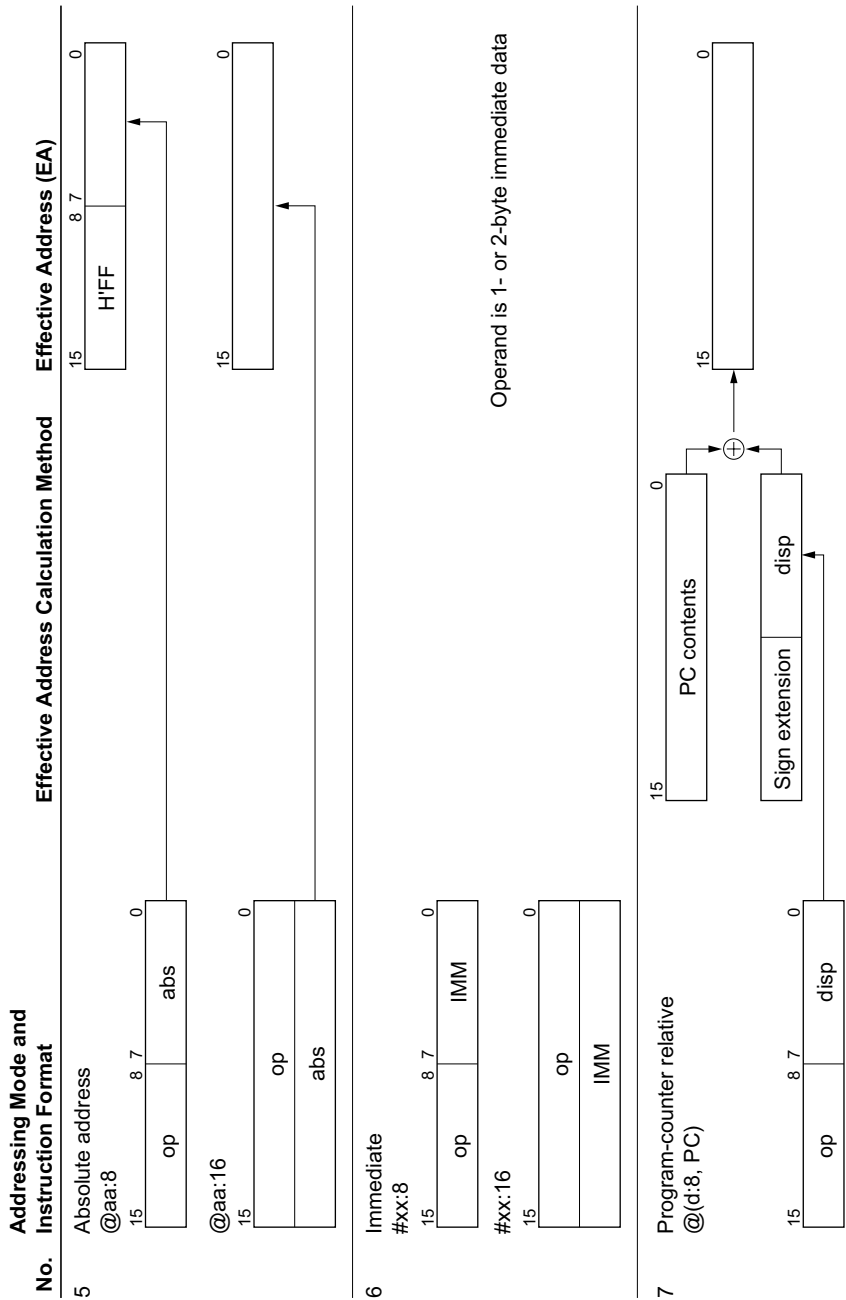 Addressing Mode and
No. Instruction Format Effective Address Calculation Method Effective Address (EA)
5 Absolute address
@aa:8
15 8 7 0
op abs
15 8 7 0
H'FF
@aa:16
15 0
op
abs
15 0
6 Immediate
#xx:8
15 8 7 0
op IMM
#xx:16
15 0
op
IMM
Operand is 1- or 2-byte immediate data
7 Program-counter relative
@(d:8, PC)
15 0
PC contents
15 0
15 8 7 0
op disp
Sign extension disp